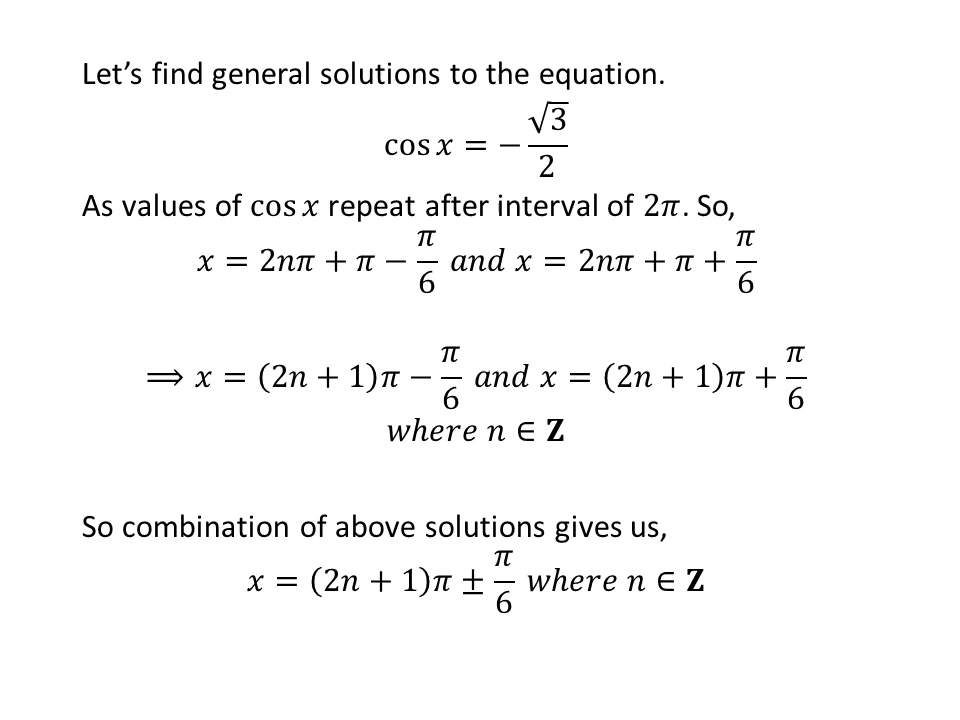 Let’s find general solutions to the equation.
cos 𝑥 = −√3/2
As values of cos 𝑥 repeat after interval of 2𝜋. So,
𝑥 = 2𝑛𝜋 + 𝜋 − 𝜋/6 𝑎𝑛𝑑 𝑥 = 2𝑛𝜋 + 𝜋 + 𝜋/6
⟹ 𝑥 = (2𝑛 + 1)𝜋 − 𝜋/6 𝑎𝑛𝑑 𝑥 = (2𝑛 + 1)𝜋 + 𝜋/6
𝑤ℎ𝑒𝑟𝑒 𝑛 ∈ 𝐙
So combination of above solutions gives us,
𝑥 = (2𝑛 + 1)𝜋 ± 𝜋/6 𝑤ℎ𝑒𝑟𝑒 𝑛 ∈ 𝐙